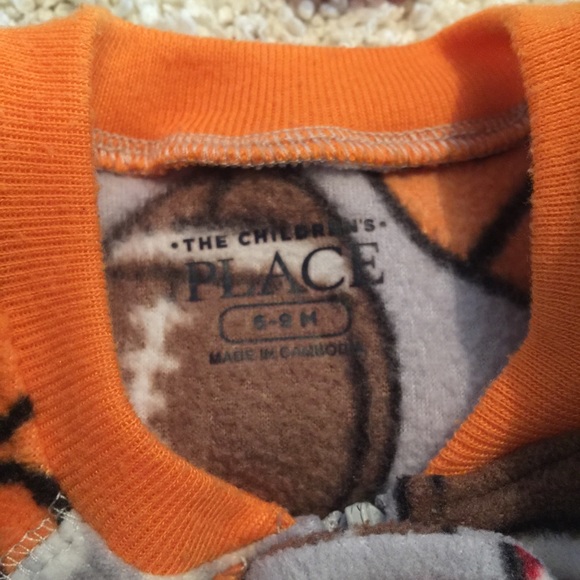 •THE CHILDREN'S•
PLACE
6-9 M
MADE IN CAMBODIA